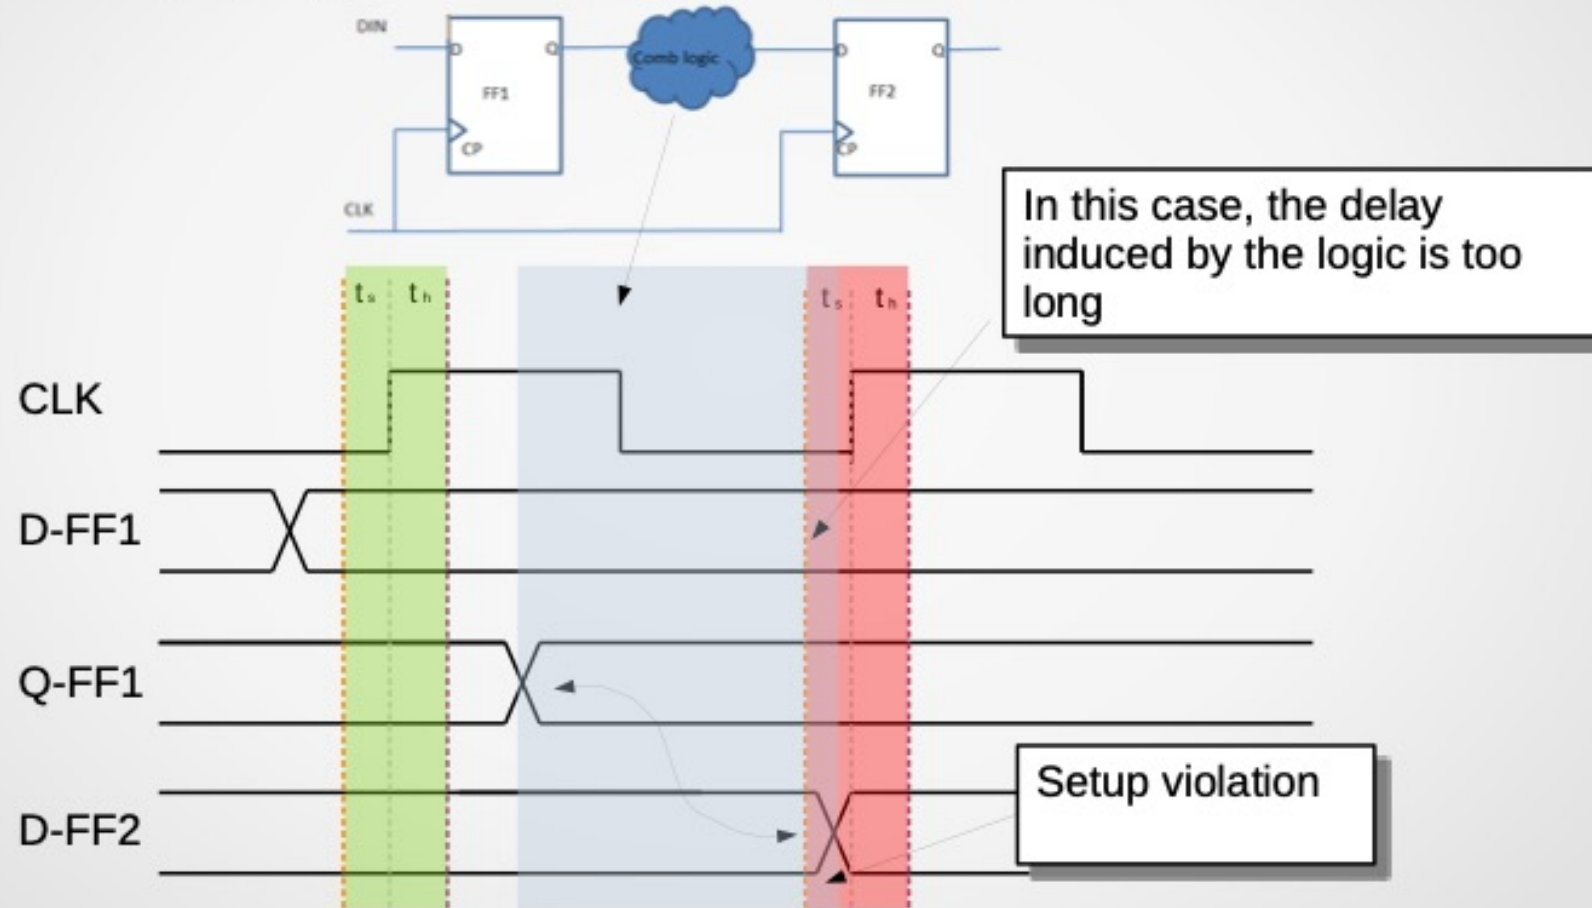 DIN
D
Q
FF1
CP
Comb logic
D
Q
FF2
CP
CLK
In this case, the delay
induced by the logic is too
long
ts
th
ts
th
CLK
D-FF1
Q-FF1
Setup violation
D-FF2